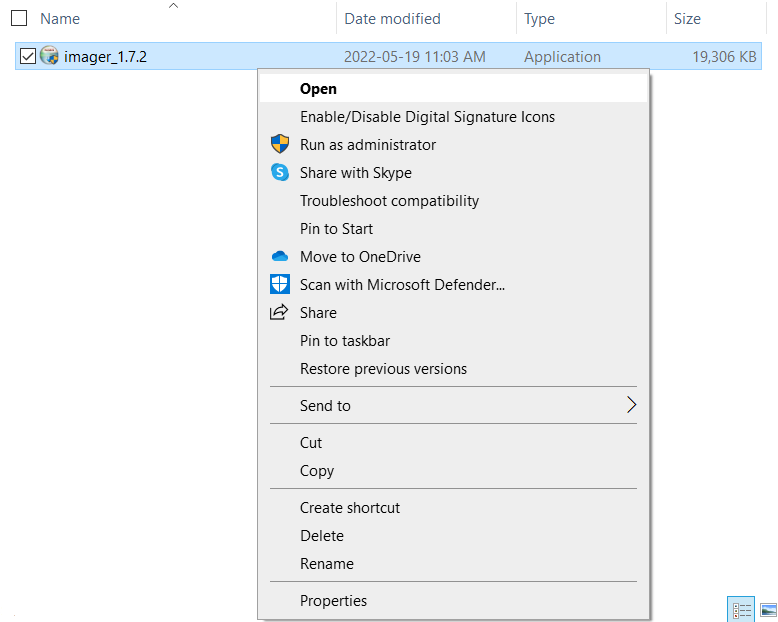 Name Date modified Type Size
imager_1.7.2 2022-05-19 11:03 AM Application 19,306 KB
Open
Enable/Disable Digital Signature Icons
Run as administrator
Share with Skype
Troubleshoot compatibility
Pin to Start
Move to OneDrive
Scan with Microsoft Defender...
Share
Pin to taskbar
Restore previous versions
Send to
Cut
Copy
Create shortcut
Delete
Rename
Properties